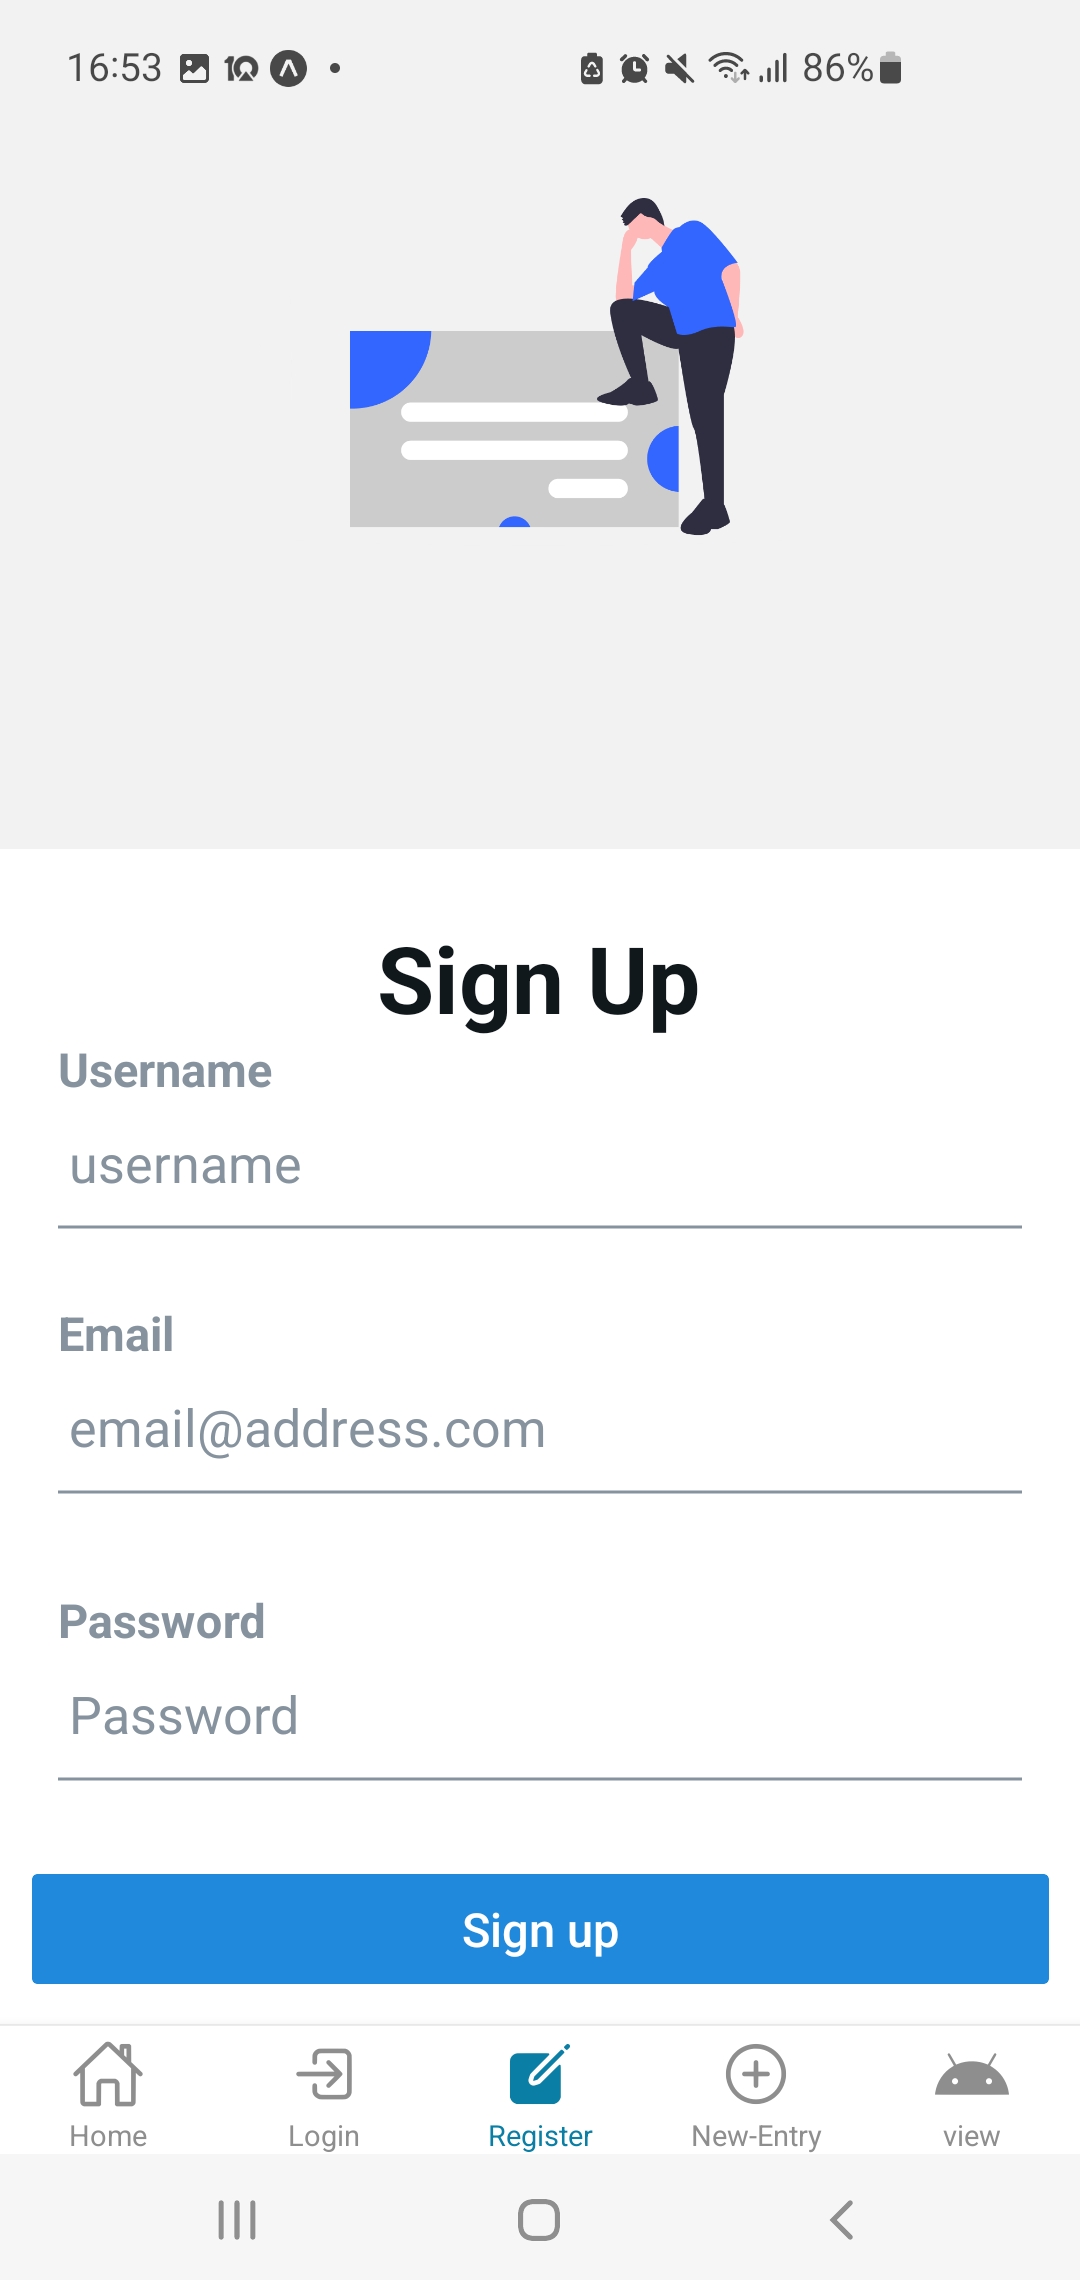 16:53
86%
Sign Up
Username
username
Email
email@address.com
Password
Password
Sign up
Home Login Register New-Entry view